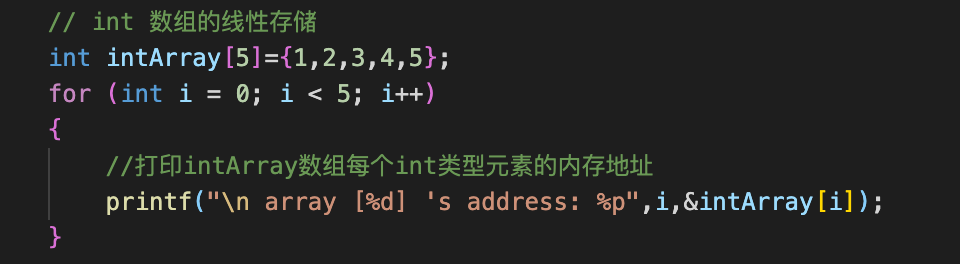 // int 数组的线性存储
int intArray[5]={1,2,3,4,5};
for (int i = 0; i < 5; i++)
{
//打印intArray数组每个int类型元素的内存地址
printf("\n array [%d] 's address: %p",i,&intArray[i]);
}